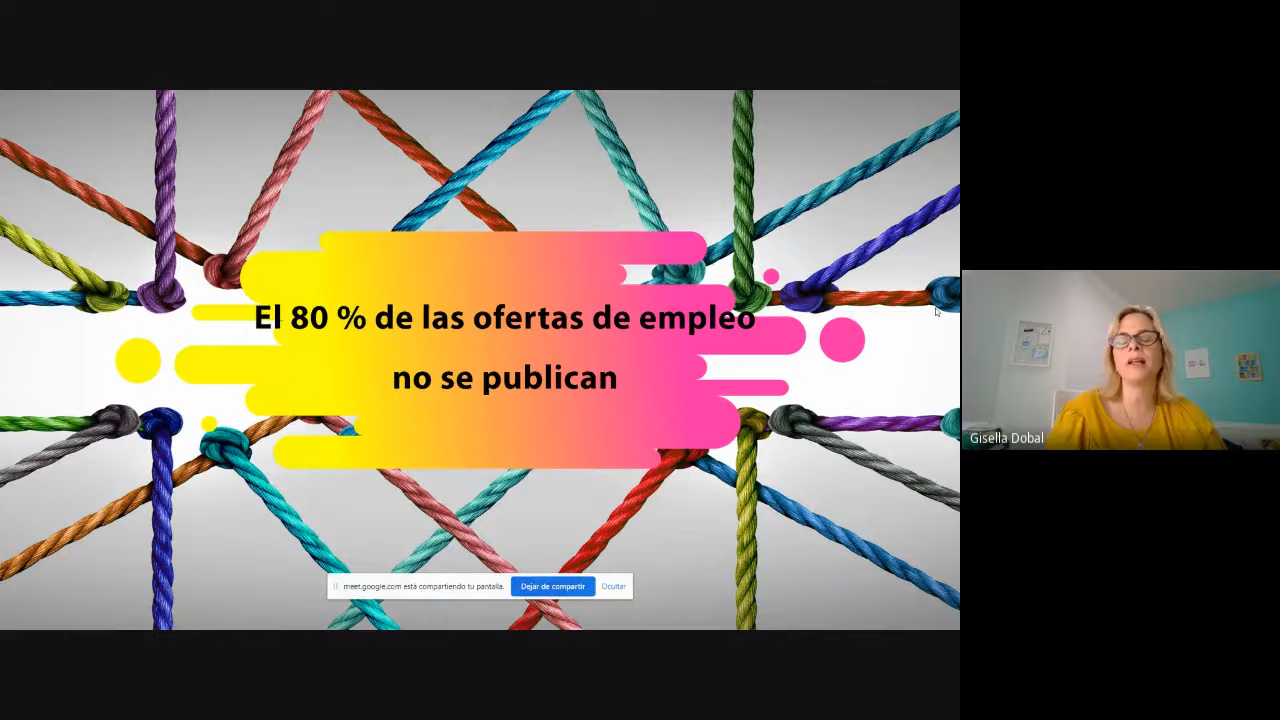 El 80 % de las ofertas de empleo
no se publican
meet.google.com está compartiendo tu pantalla. Dejar de compartir Ocultar
Gisella Dobal